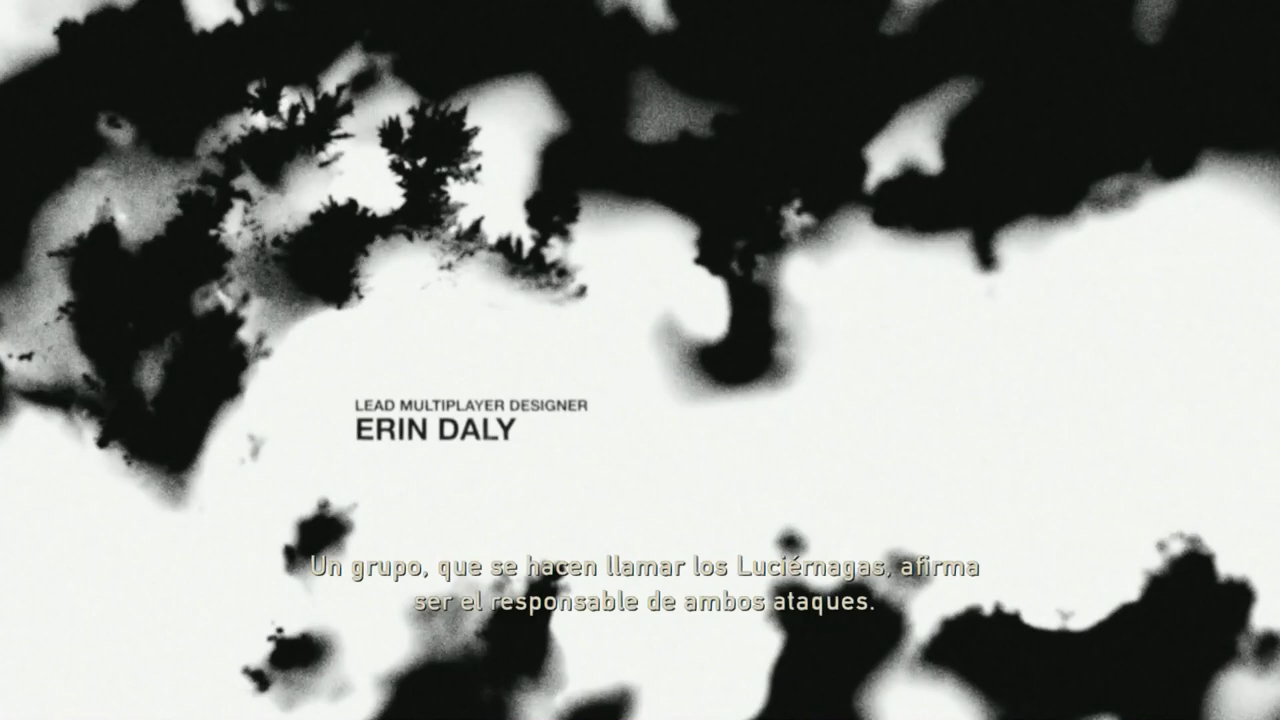 LEAD MULTIPLAYER DESIGNER
ERIN DALY
Un grupo, que se hacen llamar los Luciérnagas, afirma
ser el responsable de ambos ataques.